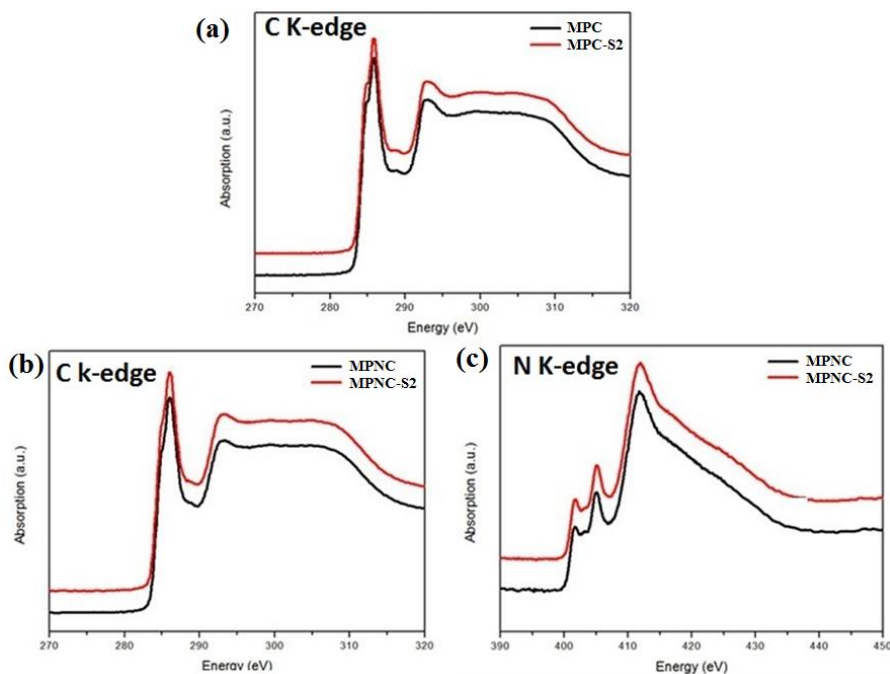 (a) C K-edge
MPC
MPC-S2
Absorption (a.u.)
270 280 290 300 310 320
Energy (eV)
(b) C k-edge
MPNC
MPNC-S2
Absorption (a.u.)
270 280 290 300 310 320
Energy (eV)
(c) N K-edge
MPNC
MPNC-S2
Absorption (a.u.)
390 400 410 420 430 440 450
Energy (eV)